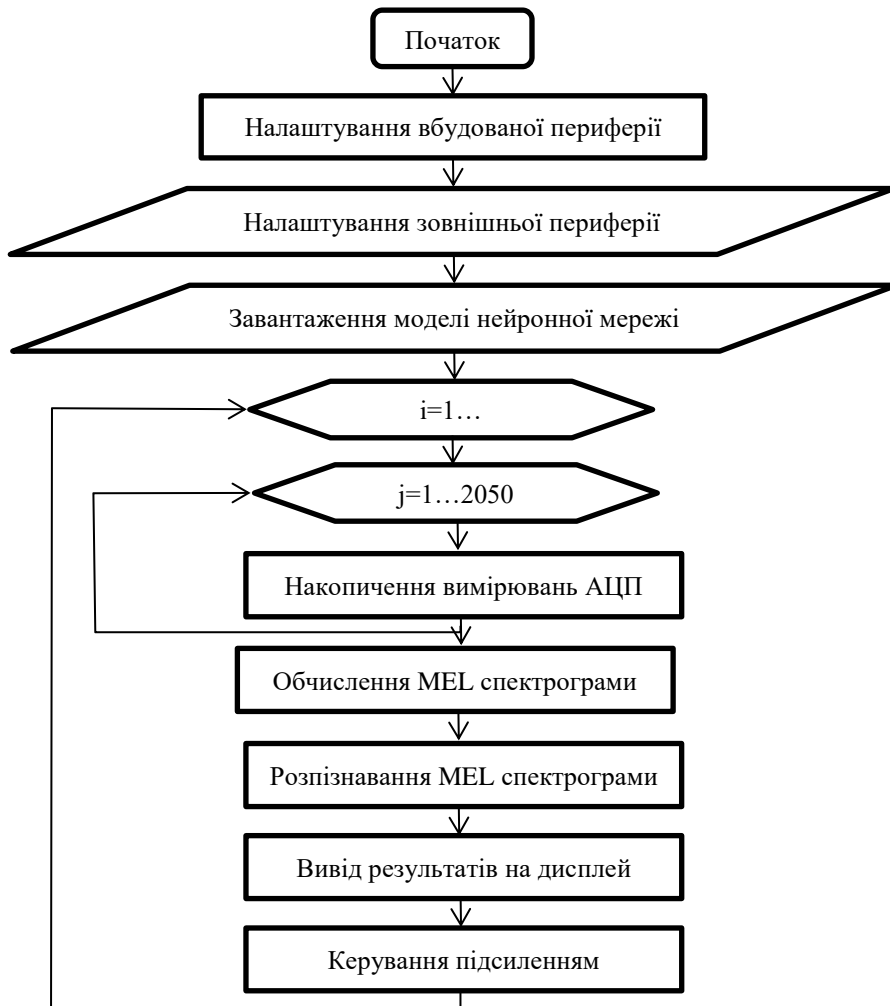 Початок
Налаштування вбудованої периферії
Налаштування зовнішньої периферії
Завантаження моделі нейронної мережі
i=1…
j=1…2050
Накопичення вимірювань АЦП
Обчислення MEL спектрограми
Розпізнавання MEL спектрограми
Вивід результатів на дисплей
Керування підсиленням